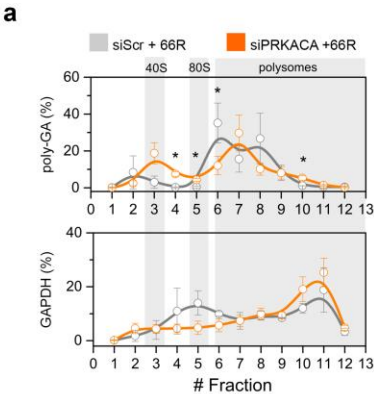 a
siScr + 66R siPRKACA +66R
40S 80S polysomes
poly-GA (%)
60
40
20
0
* * * *
0 1 2 3 4 5 6 7 8 9 10 11 12 13
GAPDH (%)
40
20
0
0 1 2 3 4 5 6 7 8 9 10 11 12 13
# Fraction